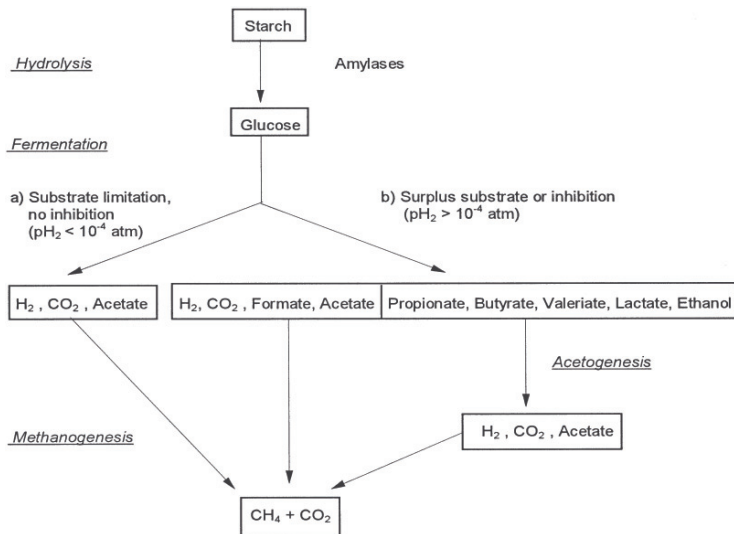 Starch
Hydrolysis
Amylases
Glucose
Fermentation
a) Substrate limitation,
no inhibition
(pH₂ < 10⁻⁴ atm)
b) Surplus substrate or inhibition
(pH₂ > 10⁻⁴ atm)
H₂ , CO₂ , Acetate
H₂, CO₂ , Formate, Acetate
Propionate, Butyrate, Valeriate, Lactate, Ethanol
Acetogenesis
H₂ , CO₂ , Acetate
Methanogenesis
CH₄ + CO₂